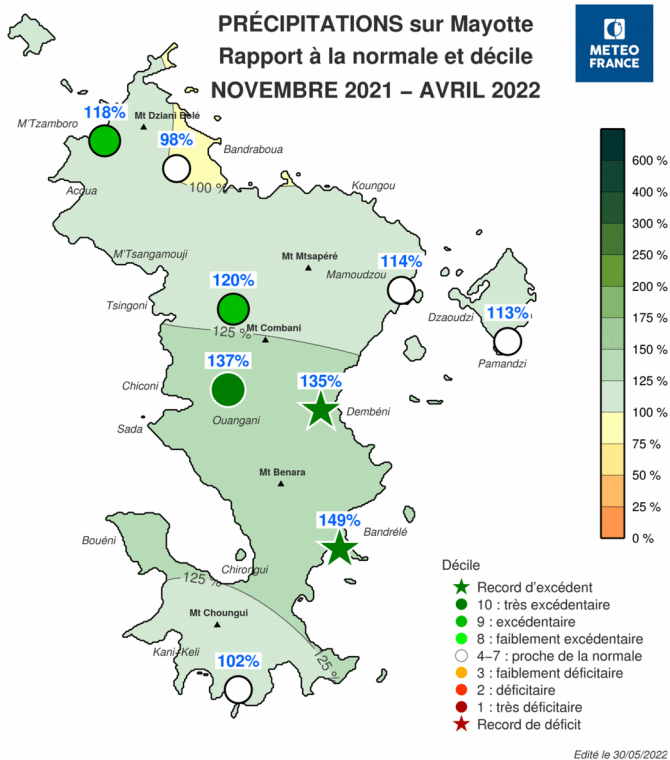 PRÉCIPITATIONS sur Mayotte
Rapport à la normale et décile
NOVEMBRE 2021 – AVRIL 2022
METEO
FRANCE
118%
Mt Dziani Bolé
M'Tzamboro
98%
Bandraboua
Acoua
100 %
Koungou
M'Tsangamouji
Mt Mtsapéré
114%
Mamoudzou
120%
Tsingoni
113%
Dzaoudzi
125 %
Mt Combani
Pamandzi
137%
135%
Chiconi
Dembéni
Ouangani
Sada
Mt Benara
149%
Bandrélé
Bouéni
Chirongui
125 %
Mt Choungui
Kani-Kéli
125 %
102%
600 %
400 %
300 %
250 %
200 %
175 %
150 %
125 %
100 %
75 %
50 %
25 %
0 %
Décile
Record d'excédent
10 : très excédentaire
9 : excédentaire
8 : faiblement excédentaire
4–7 : proche de la normale
3 : faiblement déficitaire
2 : déficitaire
1 : très déficitaire
Record de déficit
Edité le 30/05/2022